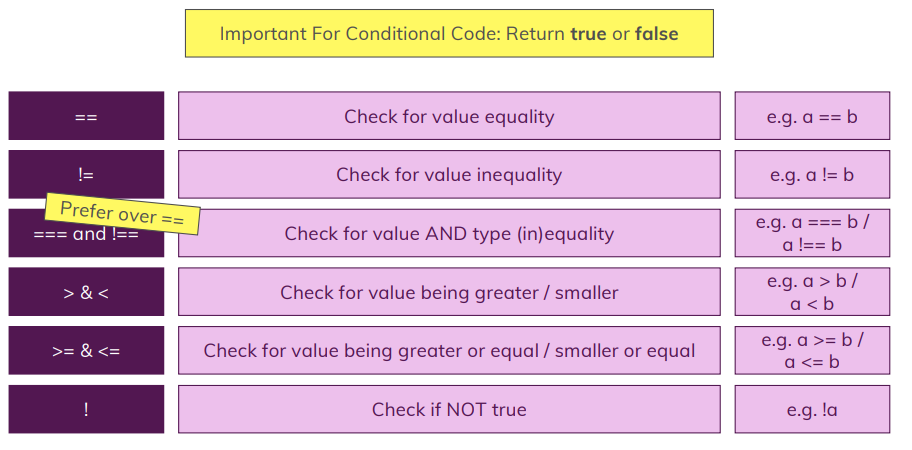 Important For Conditional Code: Return true or false
==
Check for value equality
e.g. a == b
!=
Check for value inequality
e.g. a != b
Prefer over ==
=== and !==
Check for value AND type (in)equality
e.g. a === b /
a !== b
> & <
Check for value being greater / smaller
e.g. a > b /
a < b
>= & <=
Check for value being greater or equal / smaller or equal
e.g. a >= b /
a <= b
!
Check if NOT true
e.g. !a